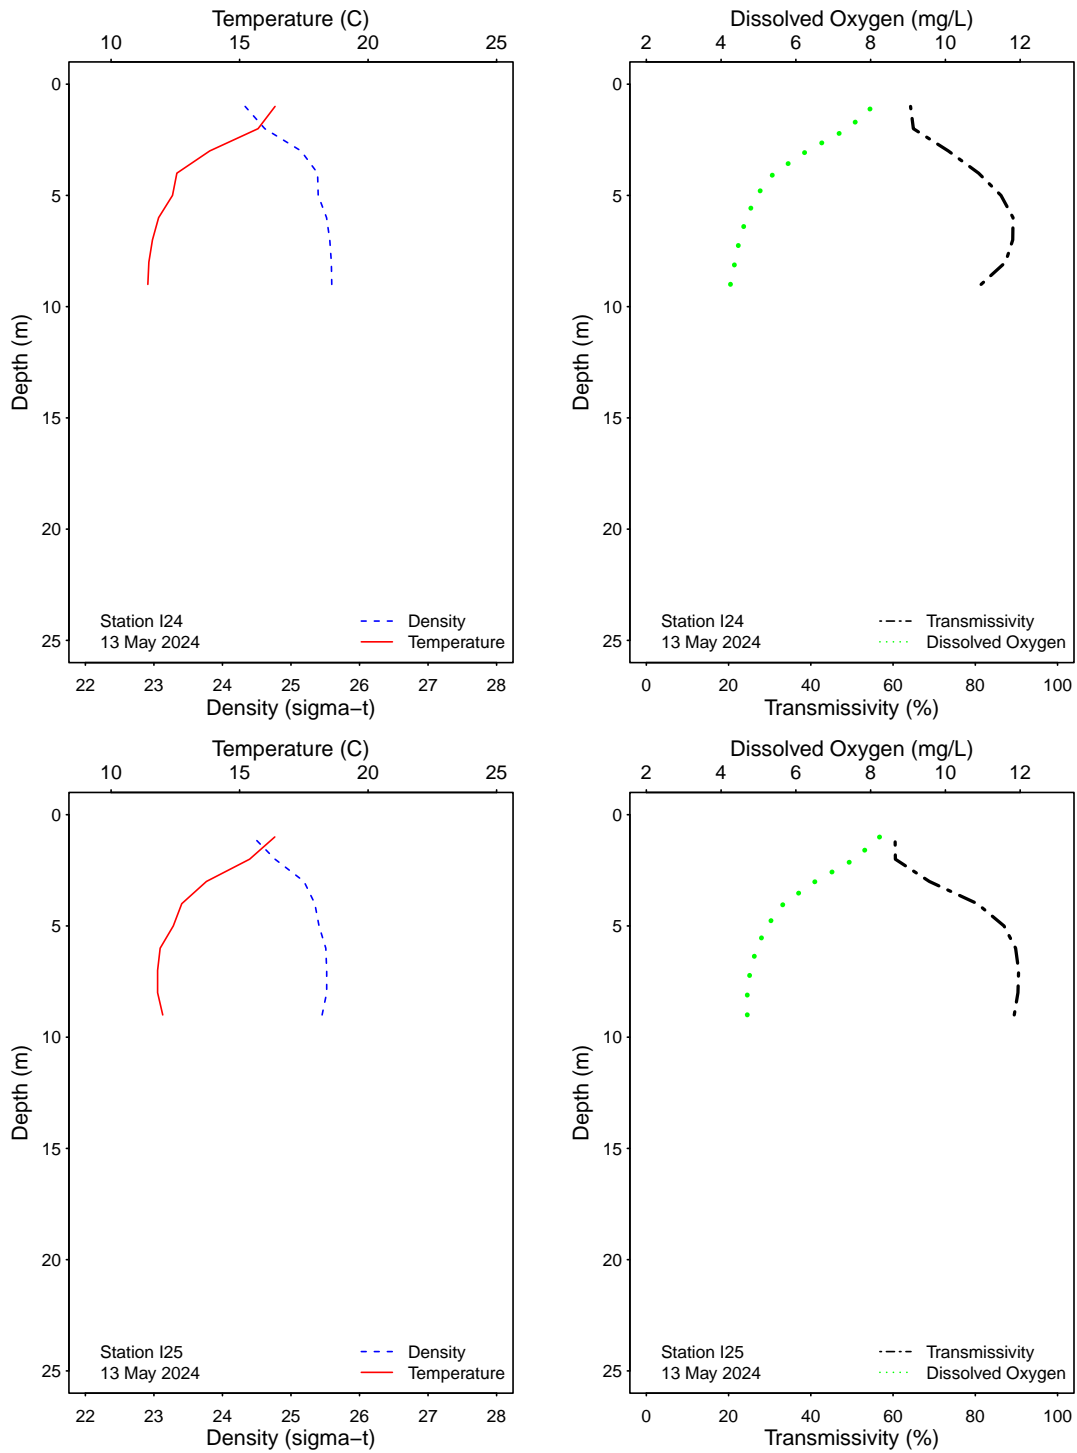 Temperature (C)
10 15 20 25
0
5
10
15
20
25
Depth (m)
Station I24
13 May 2024
Density
Temperature
22 23 24 25 26 27 28
Density (sigma−t)
Dissolved Oxygen (mg/L)
2 4 6 8 10 12
0
5
10
15
20
25
Depth (m)
Station I24
13 May 2024
Transmissivity
Dissolved Oxygen
0 20 40 60 80 100
Transmissivity (%)
Temperature (C)
10 15 20 25
0
5
10
15
20
25
Depth (m)
Station I25
13 May 2024
Density
Temperature
22 23 24 25 26 27 28
Density (sigma−t)
Dissolved Oxygen (mg/L)
2 4 6 8 10 12
0
5
10
15
20
25
Depth (m)
Station I25
13 May 2024
Transmissivity
Dissolved Oxygen
0 20 40 60 80 100
Transmissivity (%)